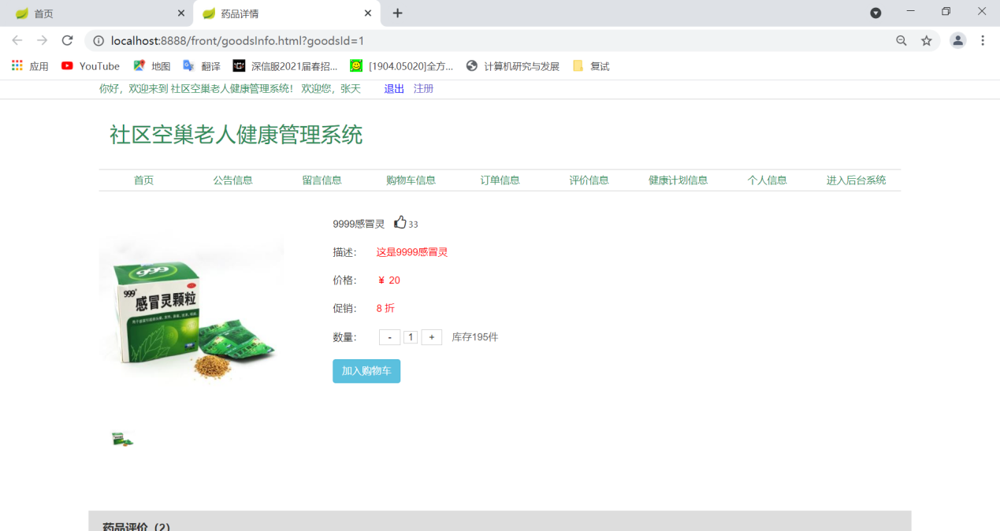 首页
药品详情
localhost:8888/front/goodsInfo.html?goodsId=1
应用 YouTube 地图 翻译 深信服2021届春招... [1904.05020]全方... 计算机研究与发展 复试
你好，欢迎来到 社区空巢老人健康管理系统！ 欢迎您，张天 退出 注册
社区空巢老人健康管理系统
首页 公告信息 留言信息 购物车信息 订单信息 评价信息 健康计划信息 个人信息 进入后台系统
9999感冒灵 33
描述： 这是9999感冒灵
价格： ¥ 20
促销： 8 折
数量： - 1 + 库存195件
加入购物车
999
999
感冒灵颗粒
药品评价（2）